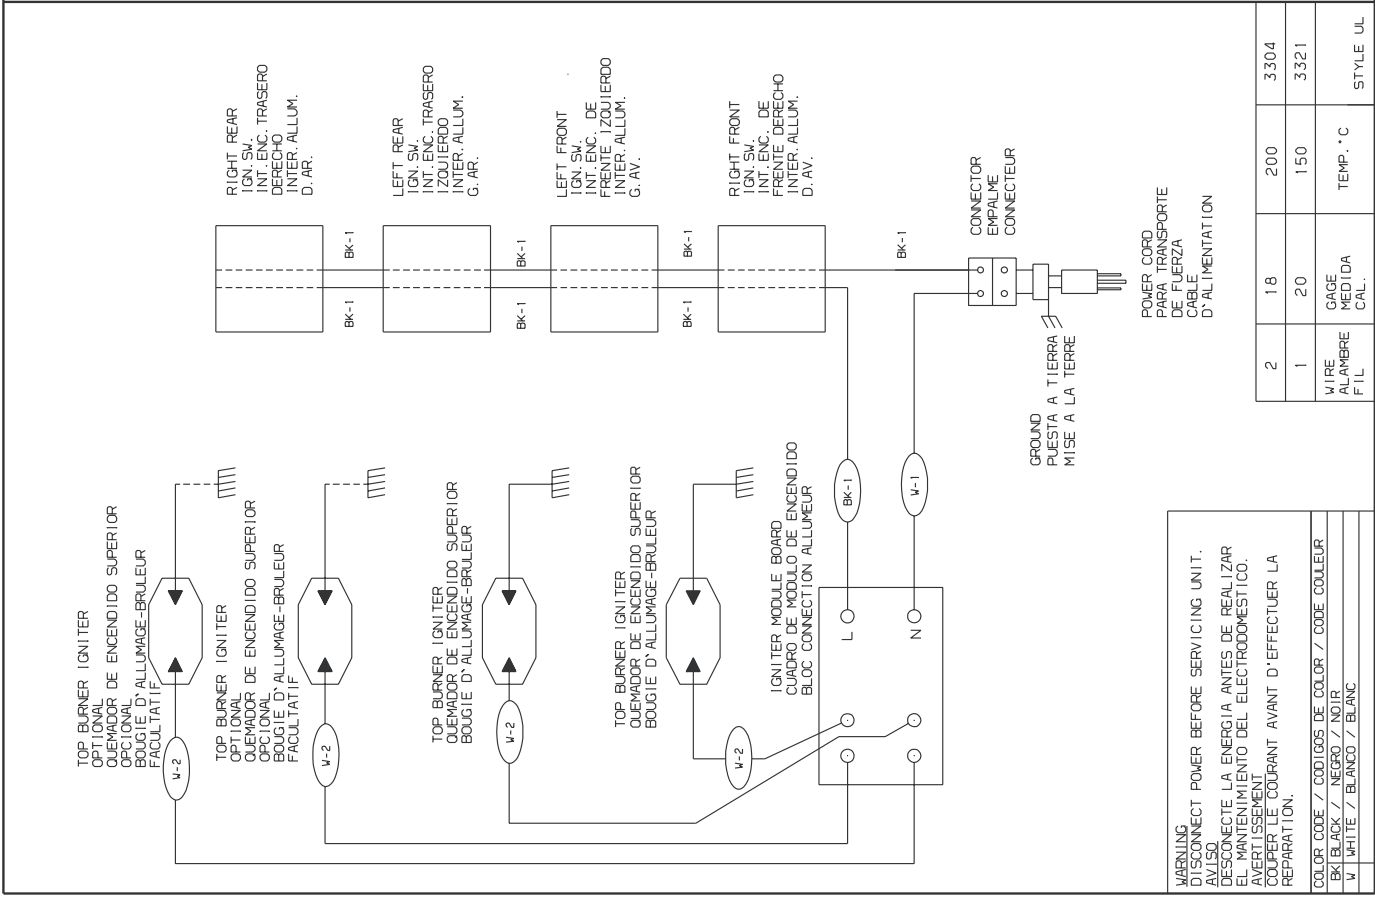 TOP BURNER IGNITER
OPTIONAL
QUEMADOR DE ENCENDIDO SUPERIOR
OPCIONAL
BOUGIE D`ALLUMAGE-BRULEUR
FACULTATIF
W-2
TOP BURNER IGNITER
OPTIONAL
QUEMADOR DE ENCENDIDO SUPERIOR
OPCIONAL
BOUGIE D`ALLUMAGE-BRULEUR
FACULTATIF
W-2
TOP BURNER IGNITER
QUEMADOR DE ENCENDIDO SUPERIOR
BOUGIE D`ALLUMAGE-BRULEUR
W-2
TOP BURNER IGNITER
QUEMADOR DE ENCENDIDO SUPERIOR
BOUGIE D`ALLUMAGE-BRULEUR
W-2
IGNITER MODULE BOARD
CUADRO DE MODULO DE ENCENDIDO
BLOC CONNECTION ALLUMEUR
L
N
BK-1
W-1
RIGHT REAR
IGN. SW.
INT. ENC. TRASERO
DERECHO
INTER. ALLUM.
D. AR.
BK-1
BK-1
LEFT REAR
IGN. SW.
INT. ENC. TRASERO
IZQUIERDO
INTER. ALLUM.
G. AR.
BK-1
BK-1
LEFT FRONT
IGN. SW.
INT. ENC. DE
FRENTE IZQUIERDO
INTER. ALLUM.
G. AV.
BK-1
BK-1
RIGHT FRONT
IGN. SW.
INT. ENC. DE
FRENTE DERECHO
INTER. ALLUM.
D. AV.
BK-1
CONNECTOR
EMPALME
CONNECTEUR
GROUND
PUESTA A TIERRA
MISE A LA TERRE
POWER CORD
PARA TRANSPORTE
DE FUERZA
CABLE
D`ALIMENTATION
WARNING
DISCONNECT POWER BEFORE SERVICING UNIT.
AVISO
DESCONECTE LA ENERGIA ANTES DE REALIZAR
EL MANTENIMIENTO DEL ELECTRODOMESTICO.
AVERTISSEMENT
COUPER LE COURANT AVANT D'EFFECTUER LA
REPARATION.
COLOR CODE / CODIGOS DE COLOR / CODE COULEUR
BK BLACK / NEGRO / NOIR
W WHITE / BLANCO / BLANC
2 18 200 3304
1 20 150 3321
WIRE
ALAMBRE
FIL
GAGE
MEDIDA
CAL.
TEMP. °C
STYLE UL